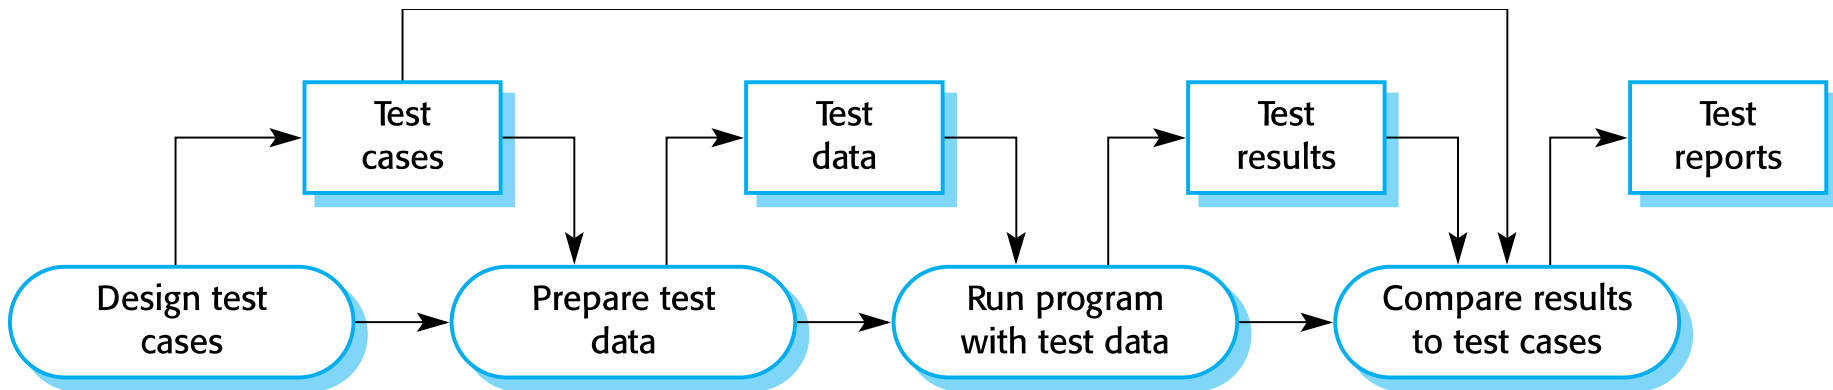 Test
cases
Test
data
Test
results
Test
reports
Design test
cases
Prepare test
data
Run program
with test data
Compare results
to test cases